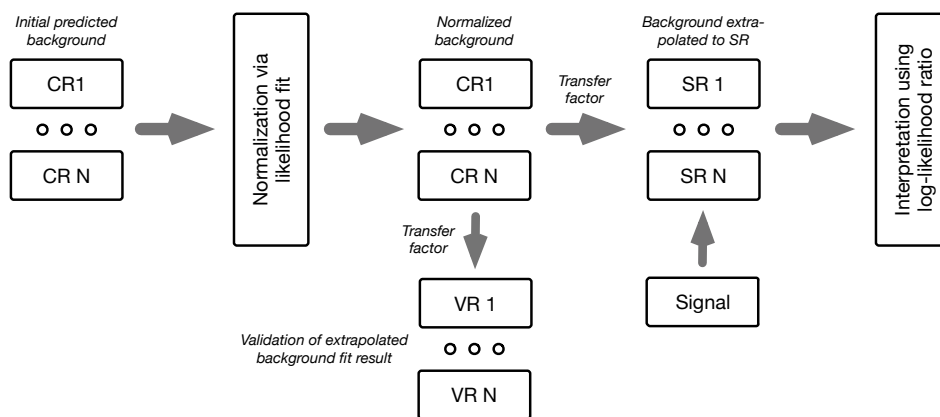 Initial predicted
background
CR1
CR N
Normalization via
likelihood fit
Normalized
background
CR1
CR N
Transfer
factor
Transfer
factor
VR 1
VR N
Validation of extrapolated
background fit result
Background extra-
polated to SR
SR 1
SR N
Signal
Interpretation using
log-likelihood ratio